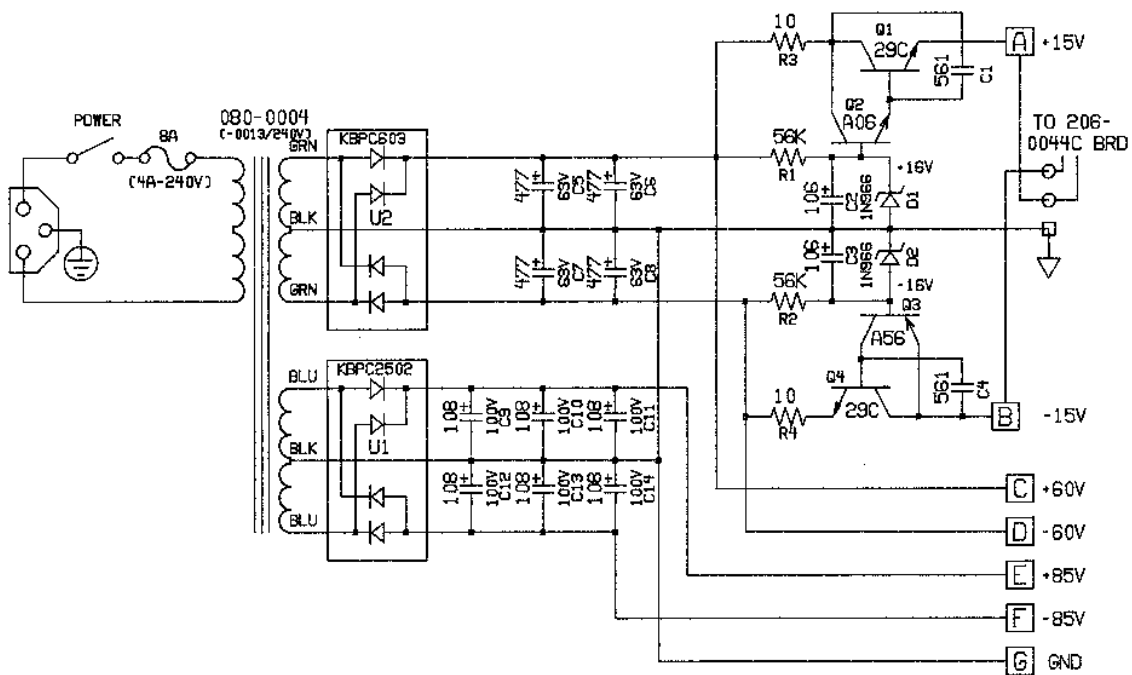 POWER
8A
(4A-240V)
080-0004
(-0013/240V)
GRN
BLK
GRN
KBPC603
U2
BLU
BLK
BLU
KBPC2502
U1
477
63V
C5
477
63V
C6
477
63V
C7
477
63V
C8
108
100V
C9
108
100V
C10
108
100V
C11
108
100V
C12
108
100V
C13
108
100V
C14
10
R3
Q1
29C
561
C1
Q2
A06
56K
R1
106
C2
+16V
1N966
D1
106
C3
1N966
D2
-16V
56K
R2
Q3
A56
Q4
29C
561
C4
10
R4
A +15V
TO 206-
0044C BRD
B -15V
C +60V
D -60V
E +85V
F -85V
G GND